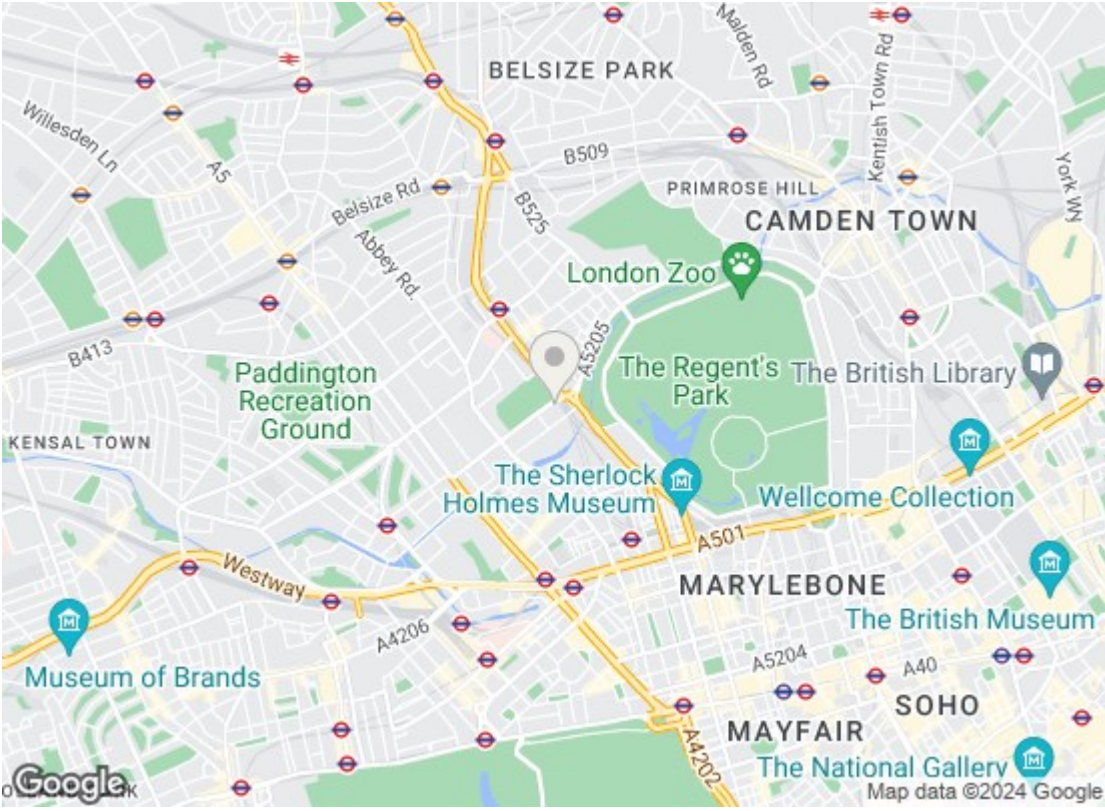 Malden Rd
BELSIZE PARK
Kentish Town Rd
Willesden Ln
A5
B509
York Wy
PRIMROSE HILL
Belsize Rd
B525
CAMDEN TOWN
Abbey Rd.
London Zoo
A5205
B413
Paddington
Recreation
Ground
The Regent's
Park
The British Library
KENSAL TOWN
The Sherlock
Holmes Museum
Wellcome Collection
A501
Westway
MARYLEBONE
The British Museum
A4206
A5204
A40
Museum of Brands
SOHO
MAYFAIR
A4202
The National Gallery
Google
Map data ©2024 Google